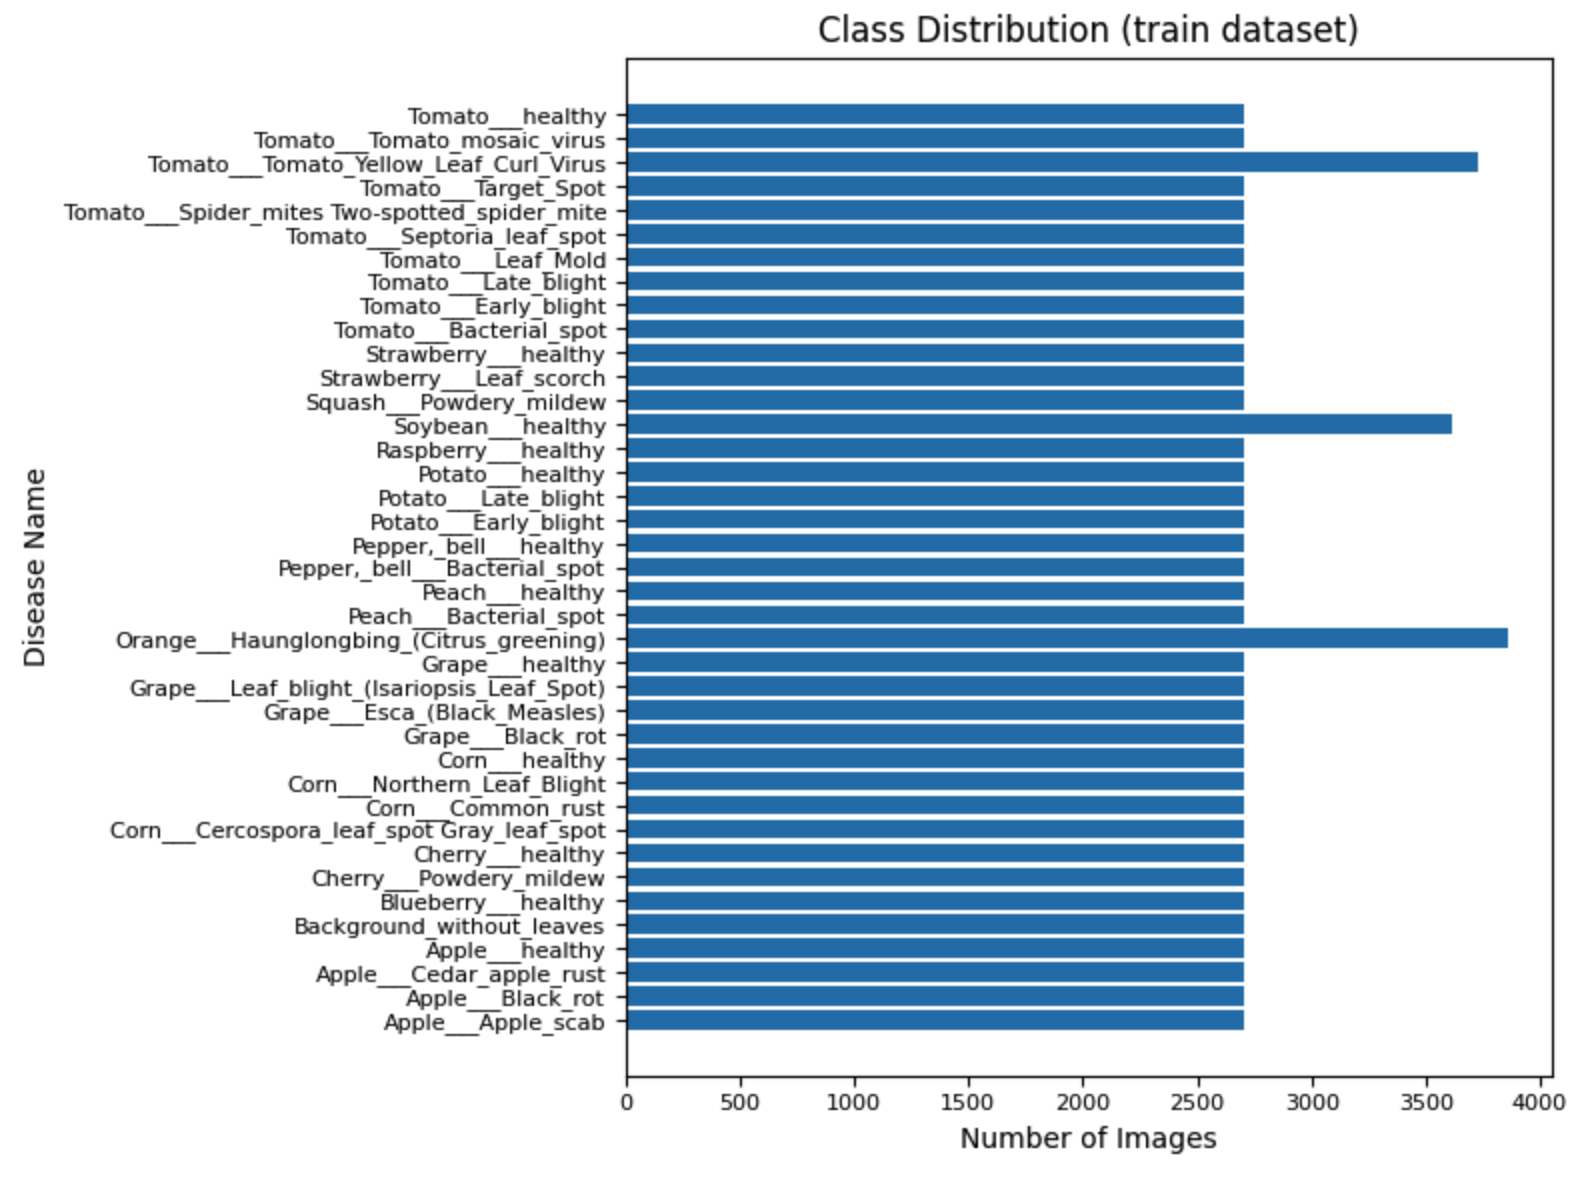 Class Distribution (train dataset)
Disease Name
Tomato___healthy
Tomato___Tomato_mosaic_virus
Tomato___Tomato_Yellow_Leaf_Curl_Virus
Tomato___Target_Spot
Tomato___Spider_mites Two-spotted_spider_mite
Tomato___Septoria_leaf_spot
Tomato___Leaf_Mold
Tomato___Late_blight
Tomato___Early_blight
Tomato___Bacterial_spot
Strawberry___healthy
Strawberry___Leaf_scorch
Squash___Powdery_mildew
Soybean___healthy
Raspberry___healthy
Potato___healthy
Potato___Late_blight
Potato___Early_blight
Pepper,_bell___healthy
Pepper,_bell___Bacterial_spot
Peach___healthy
Peach___Bacterial_spot
Orange___Haunglongbing_(Citrus_greening)
Grape___healthy
Grape___Leaf_blight_(Isariopsis_Leaf_Spot)
Grape___Esca_(Black_Measles)
Grape___Black_rot
Corn___healthy
Corn___Northern_Leaf_Blight
Corn___Common_rust
Corn___Cercospora_leaf_spot Gray_leaf_spot
Cherry___healthy
Cherry___Powdery_mildew
Blueberry___healthy
Background_without_leaves
Apple___healthy
Apple___Cedar_apple_rust
Apple___Black_rot
Apple___Apple_scab
0 500 1000 1500 2000 2500 3000 3500 4000
Number of Images